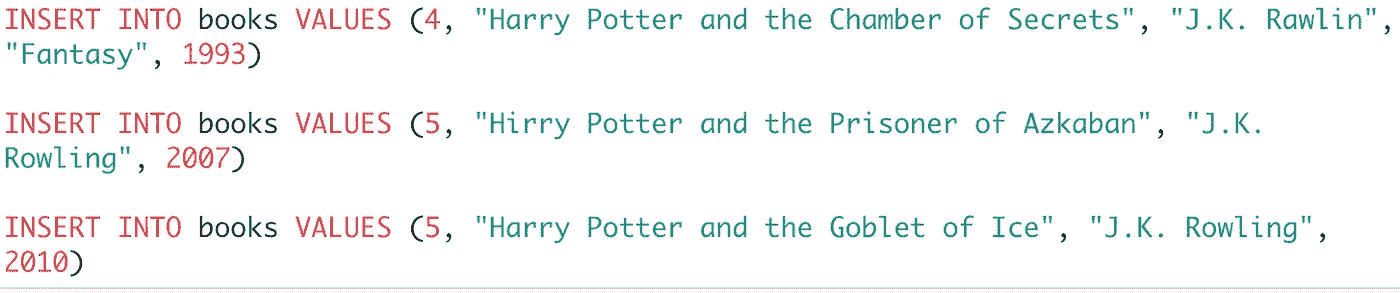 INSERT INTO books VALUES (4, "Harry Potter and the Chamber of Secrets", "J.K. Rawlin",
"Fantasy", 1993)
INSERT INTO books VALUES (5, "Hirry Potter and the Prisoner of Azkaban", "J.K.
Rowling", 2007)
INSERT INTO books VALUES (5, "Harry Potter and the Goblet of Ice", "J.K. Rowling",
2010)